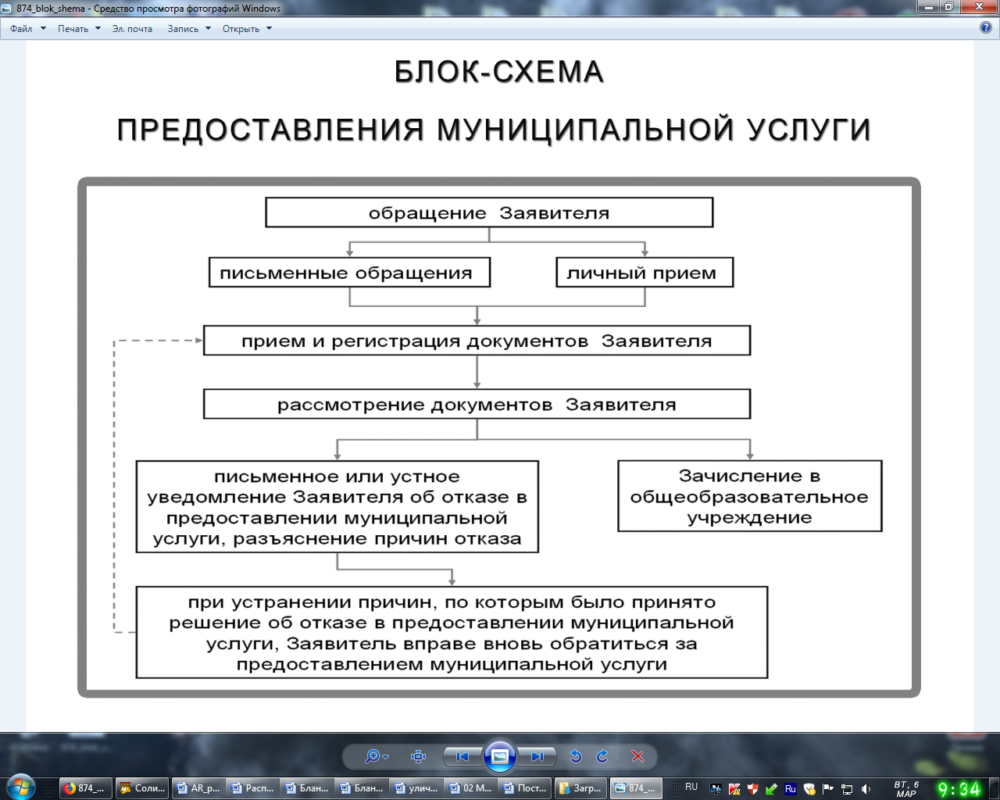 874_blok_shema - Средство просмотра фотографий Windows
Файл Печать Эл. почта Запись Открыть
БЛОК-СХЕМА
ПРЕДОСТАВЛЕНИЯ МУНИЦИПАЛЬНОЙ УСЛУГИ
обращение Заявителя
письменные обращения
личный прием
прием и регистрация документов Заявителя
рассмотрение документов Заявителя
письменное или устное
уведомление Заявителя об отказе в
предоставлении муниципальной
услуги, разъяснение причин отказа
Зачисление в
общеобразовательное
учреждение
при устранении причин, по которым было принято
решение об отказе в предоставлении муниципальной
услуги, Заявитель вправе вновь обратиться за
предоставлением муниципальной услуги
874_... Соли... AR_p... Расп... Блан... Блан... улич... 02 М... Пост... Загр... 874_... RU Ru
ВТ, 6
МАР
9:34